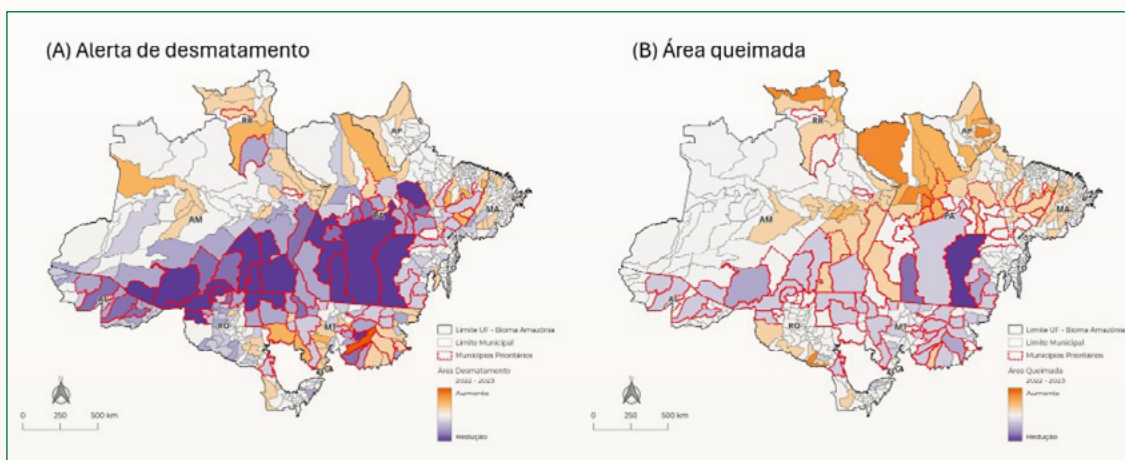 (A) Alerta de desmatamento
RR
AP
AM
PA
MA
AC
RO
MT
Limite UF - Bioma Amazônia
Limite Municipal
Municípios Prioritários
Área Desmatamento
2022 - 2023
Aumento
Redução
N
0 250 500 km
(B) Área queimada
RR
AP
AM
PA
MA
AC
RO
MT
Limite UF - Bioma Amazônia
Limite Municipal
Municípios Prioritários
Área Queimada
2022 - 2023
Aumento
Redução
N
0 250 500 km